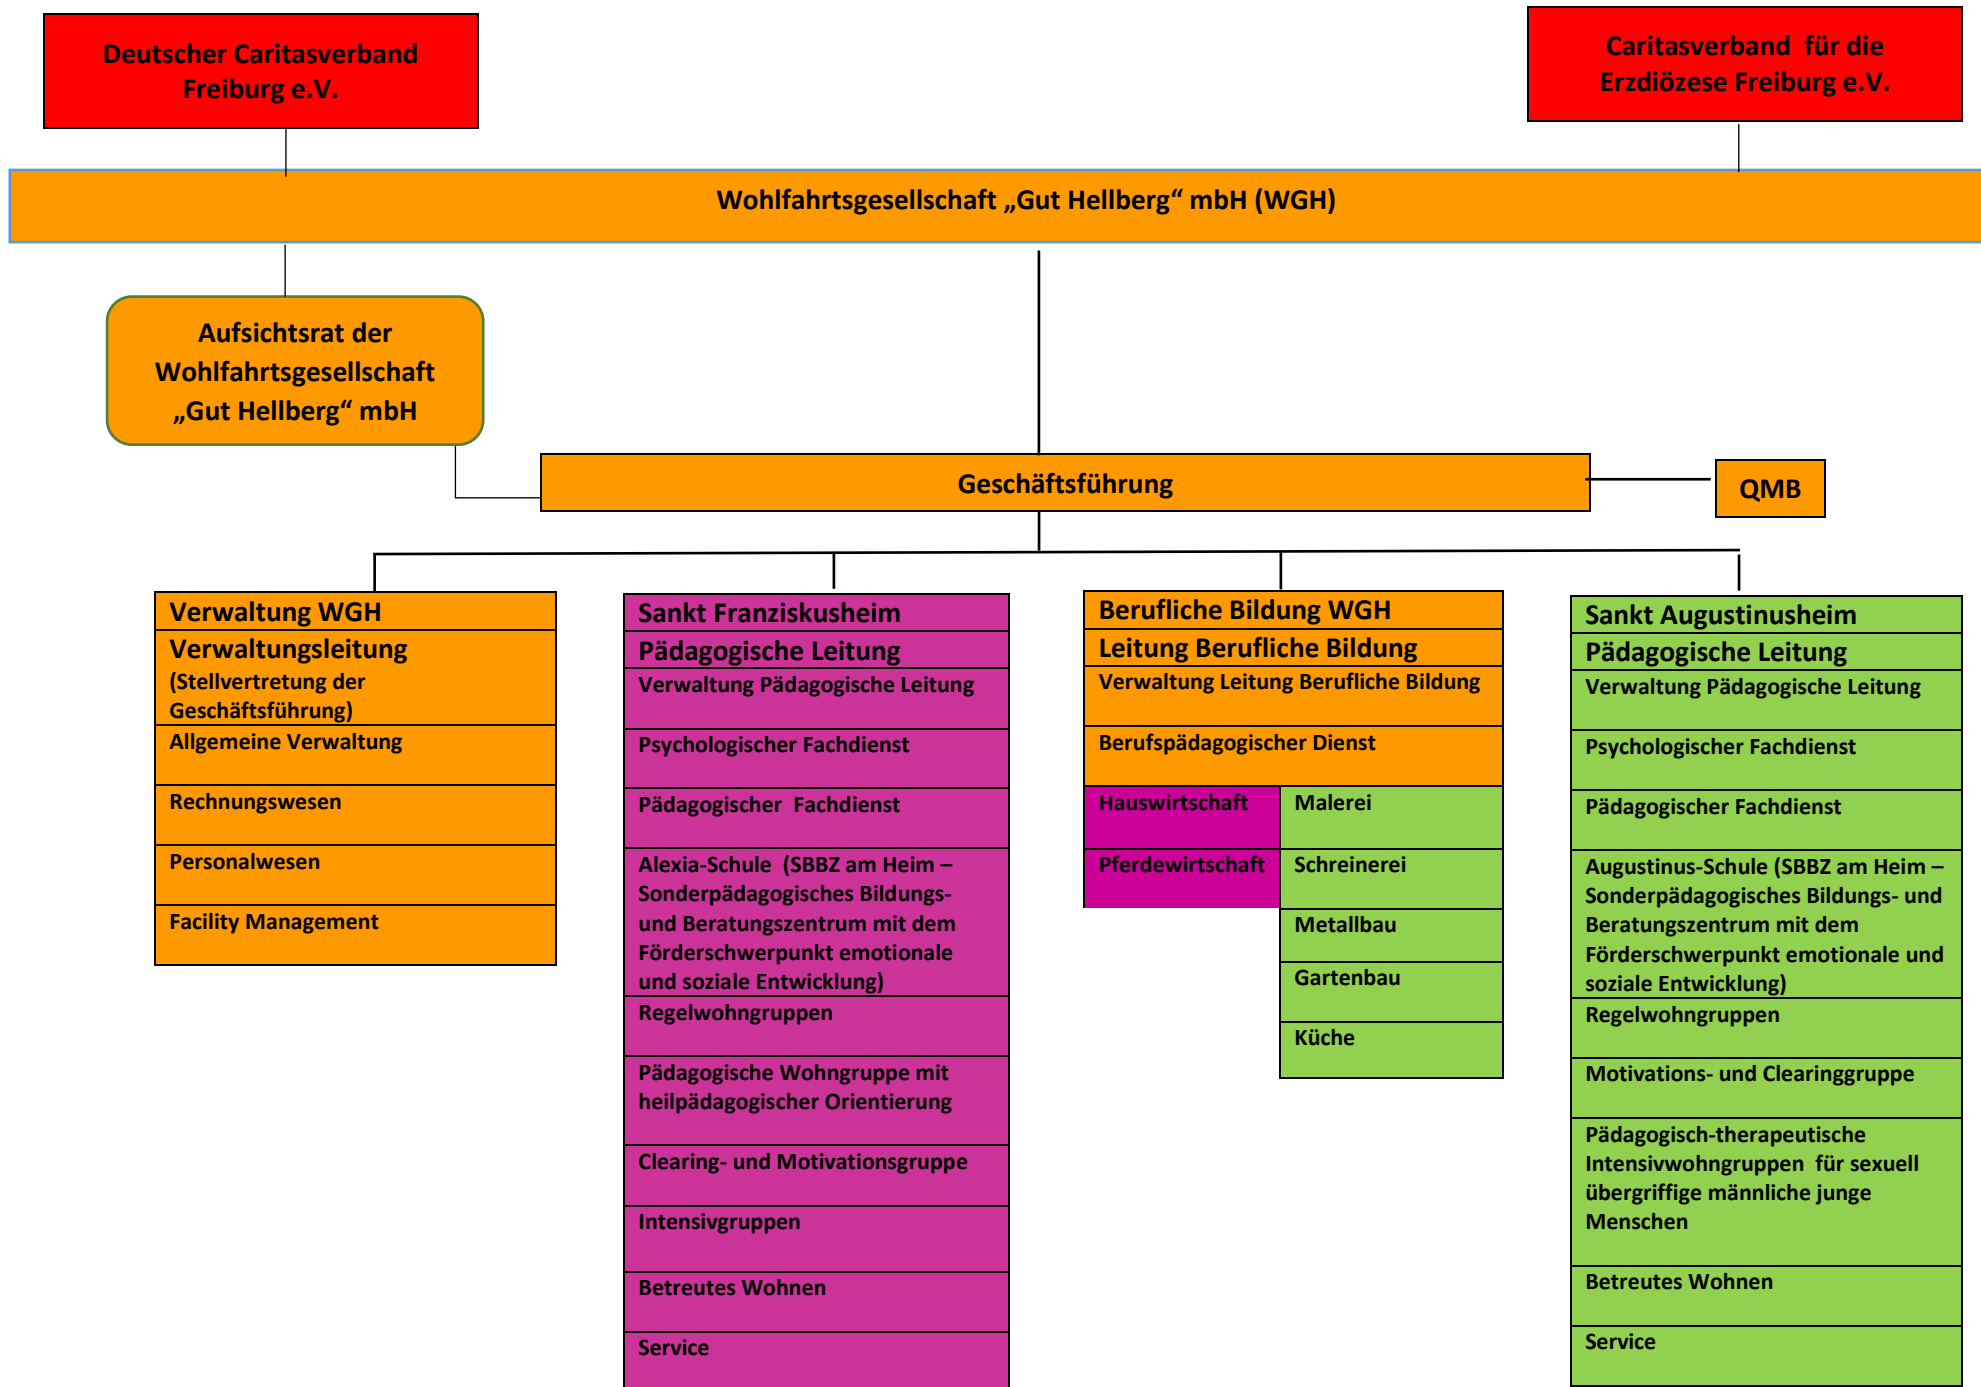 Deutscher Caritasverband
Freiburg e.V.
Caritasverband für die
Erzdiözese Freiburg e.V.
Wohlfahrtsgesellschaft „Gut Hellberg“ mbH (WGH)
Aufsichtsrat der
Wohlfahrtsgesellschaft
„Gut Hellberg“ mbH
Geschäftsführung
QMB
Verwaltung WGH
Verwaltungsleitung
(Stellvertretung der
Geschäftsführung)
Allgemeine Verwaltung
Rechnungswesen
Personalwesen
Facility Management
Sankt Franziskusheim
Pädagogische Leitung
Verwaltung Pädagogische Leitung
Psychologischer Fachdienst
Pädagogischer Fachdienst
Alexia-Schule (SBBZ am Heim –
Sonderpädagogisches Bildungs-
und Beratungszentrum mit dem
Förderschwerpunkt emotionale
und soziale Entwicklung)
Regelwohngruppen
Pädagogische Wohngruppe mit
heilpädagogischer Orientierung
Clearing- und Motivationsgruppe
Intensivgruppen
Betreutes Wohnen
Service
Berufliche Bildung WGH
Leitung Berufliche Bildung
Verwaltung Leitung Berufliche Bildung
Berufspädagogischer Dienst
Hauswirtschaft
Pferdewirtschaft
Malerei
Schreinerei
Metallbau
Gartenbau
Küche
Sankt Augustinusheim
Pädagogische Leitung
Verwaltung Pädagogische Leitung
Psychologischer Fachdienst
Pädagogischer Fachdienst
Augustinus-Schule (SBBZ am Heim –
Sonderpädagogisches Bildungs- und
Beratungszentrum mit dem
Förderschwerpunkt emotionale und
soziale Entwicklung)
Regelwohngruppen
Motivations- und Clearinggruppe
Pädagogisch-therapeutische
Intensivwohngruppen für sexuell
übergriffige männliche junge
Menschen
Betreutes Wohnen
Service